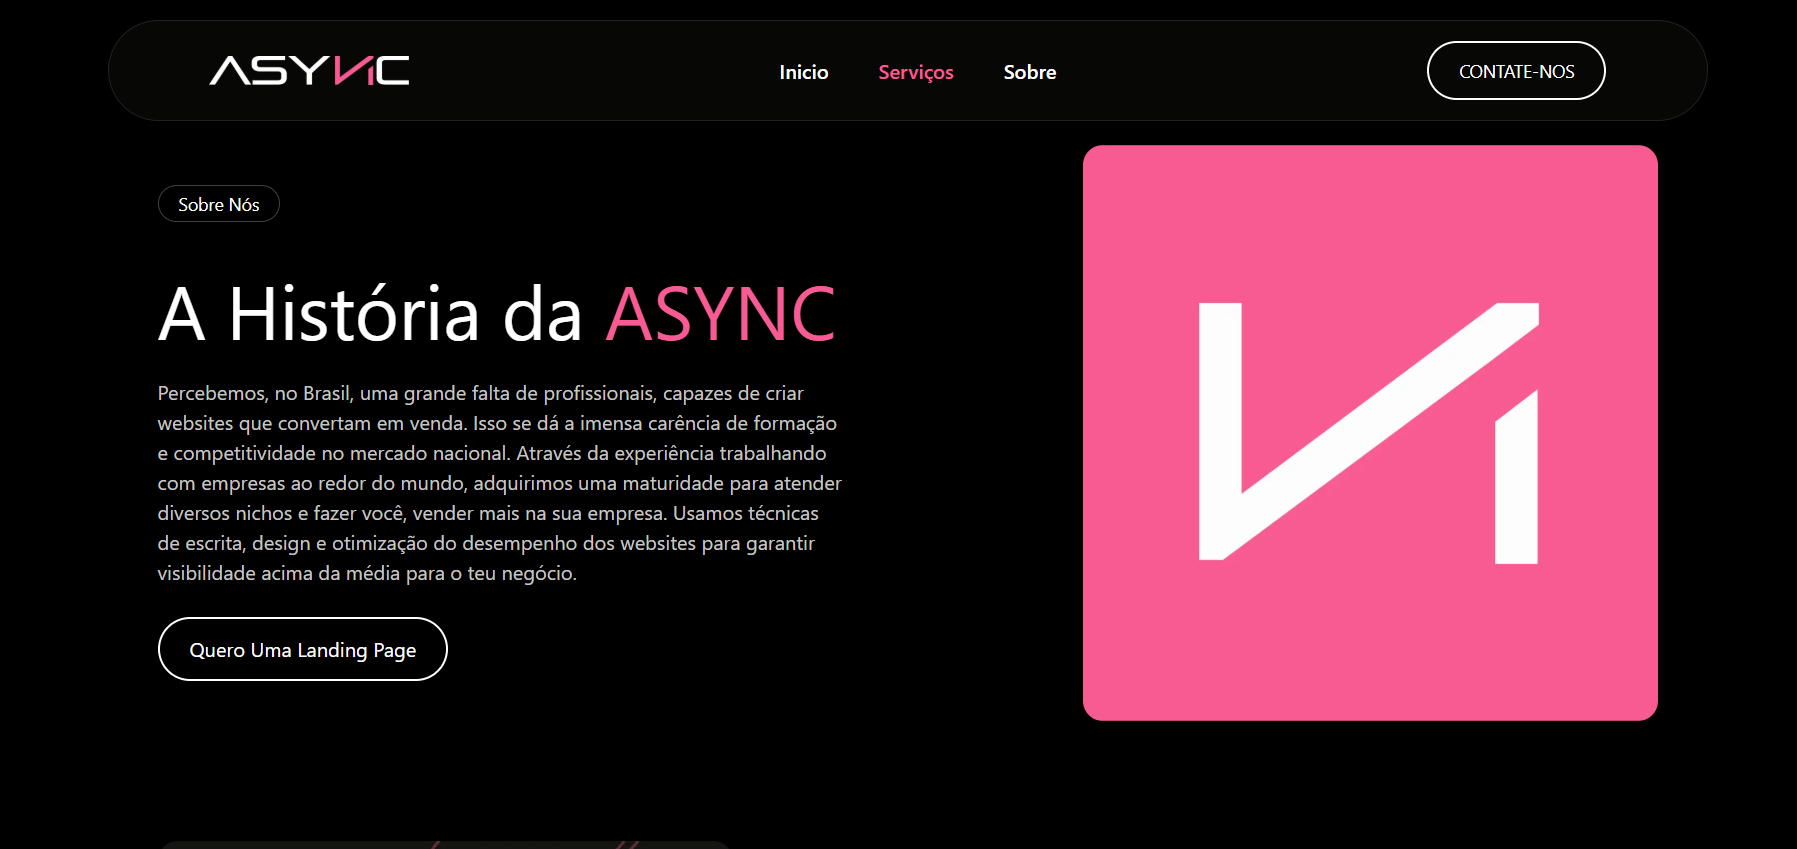 ASYNC
Inicio
Serviços
Sobre
CONTATE-NOS
Sobre Nós
A História da ASYNC
Percebemos, no Brasil, uma grande falta de profissionais, capazes de criar
websites que convertam em venda. Isso se dá a imensa carência de formação
e competitividade no mercado nacional. Através da experiência trabalhando
com empresas ao redor do mundo, adquirimos uma maturidade para atender
diversos nichos e fazer você, vender mais na sua empresa. Usamos técnicas
de escrita, design e otimização do desempenho dos websites para garantir
visibilidade acima da média para o teu negócio.
Quero Uma Landing Page